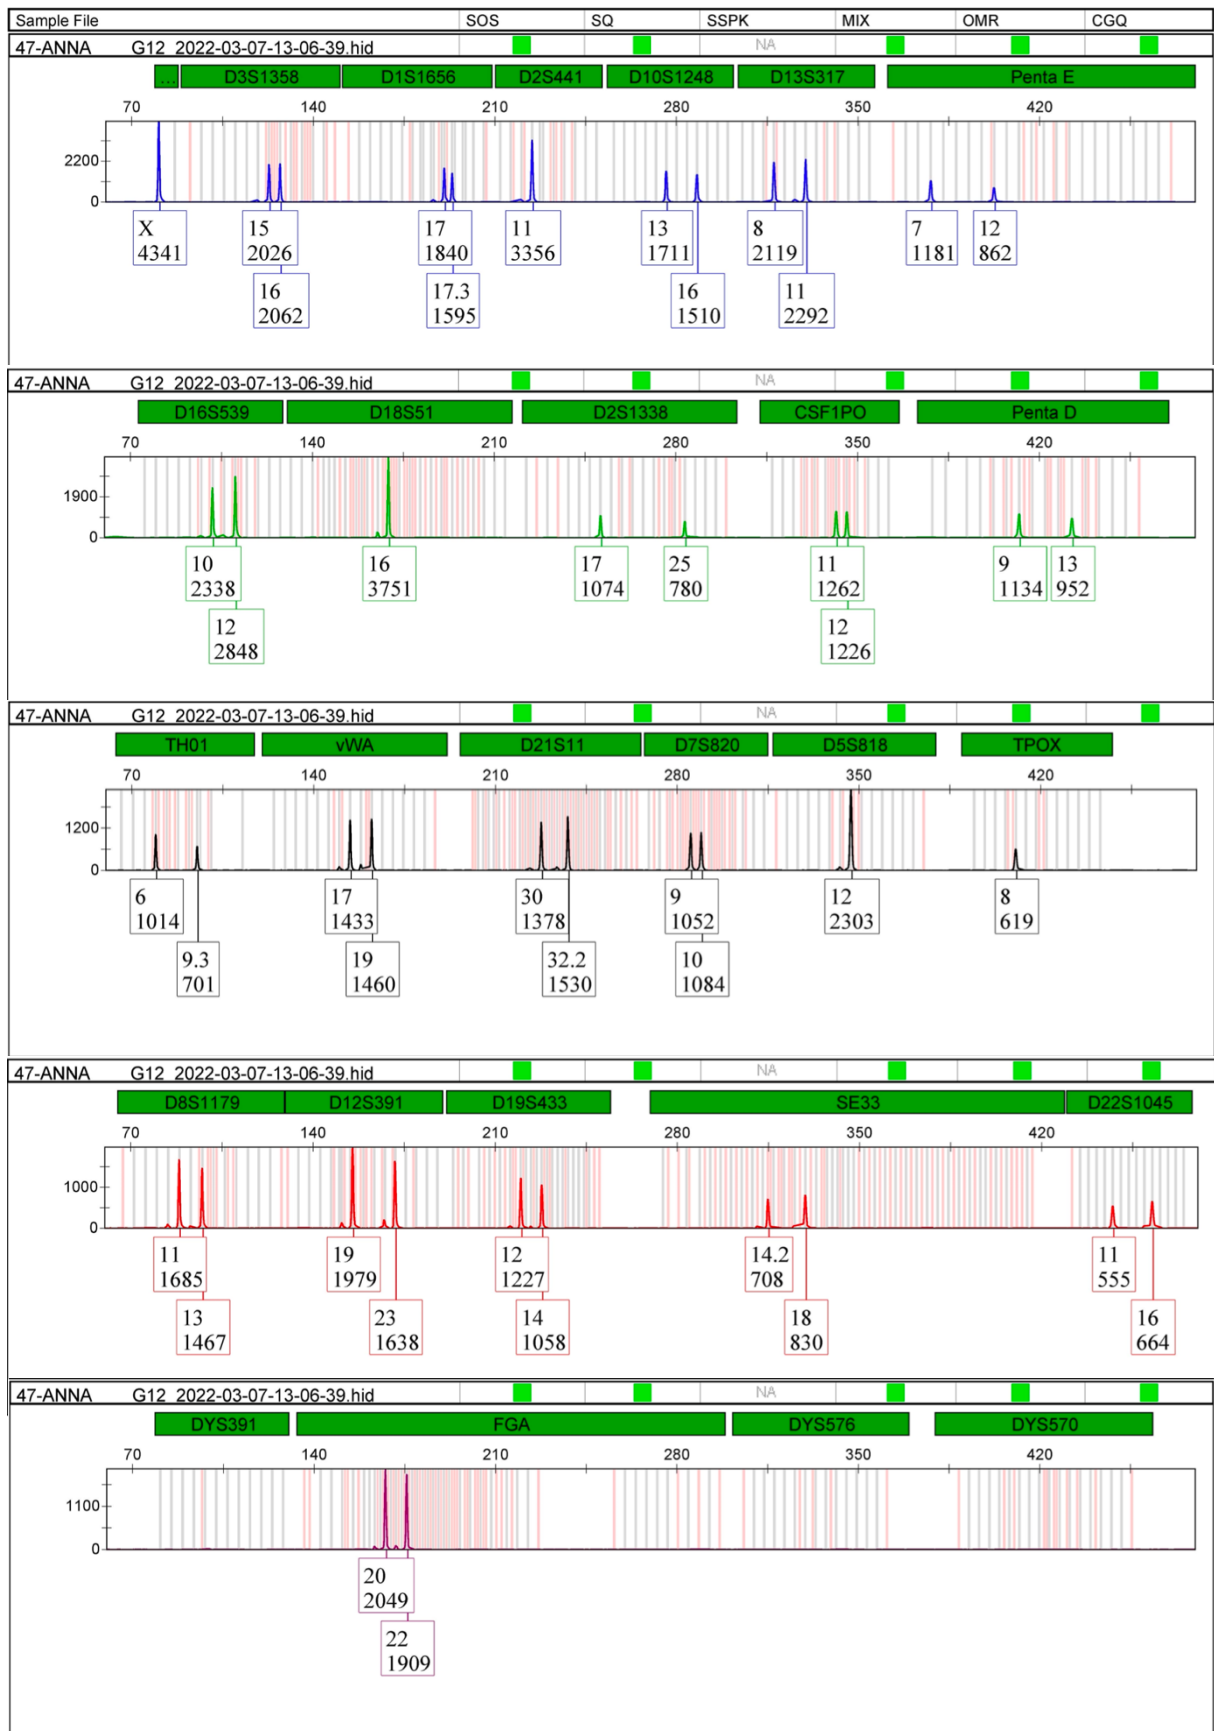 Sample File SOS SQ SSPK MIX OMR CGQ
47-ANNA G12_2022-03-07-13-06-39.hid NA
... D3S1358 D1S1656 D2S441 D10S1248 D13S317 Penta E
70 140 210 280 350 420
2200
0
X 15 17 11 13 8 7 12
4341 2026 1840 3356 1711 2119 1181 862
16 17.3 16 11
2062 1595 1510 2292
47-ANNA G12_2022-03-07-13-06-39.hid NA
D16S539 D18S51 D2S1338 CSF1PO Penta D
70 140 210 280 350 420
1900
0
10 16 17 25 11 9 13
2338 3751 1074 780 1262 1134 952
12 12
2848 1226
47-ANNA G12_2022-03-07-13-06-39.hid NA
TH01 vWA D21S11 D7S820 D5S818 TPOX
70 140 210 280 350 420
1200
0
6 17 30 9 12 8
1014 1433 1378 1052 2303 619
9.3 19 32.2 10
701 1460 1530 1084
47-ANNA G12_2022-03-07-13-06-39.hid NA
D8S1179 D12S391 D19S433 SE33 D22S1045
70 140 210 280 350 420
1000
0
11 19 12 14.2 11
1685 1979 1227 708 555
13 23 14 18 16
1467 1638 1058 830 664
47-ANNA G12_2022-03-07-13-06-39.hid NA
DYS391 FGA DYS576 DYS570
70 140 210 280 350 420
1100
0
20
2049
22
1909